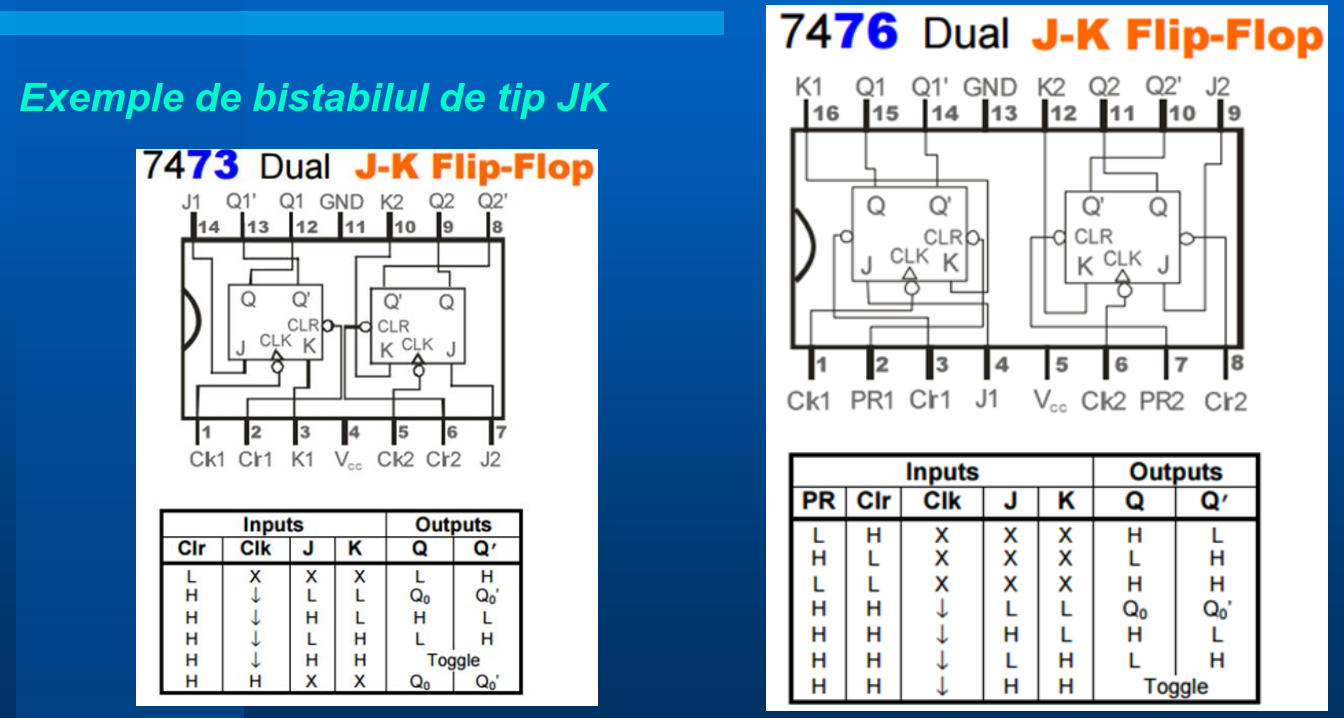 Exemple de bistabilul de tip JK
7473 Dual J-K Flip-Flop
J1 Q1' Q1 GND K2 Q2 Q2'
14 13 12 11 10 9 8
Q Q' Q' Q
CLR CLR
J CLK K K CLK J
1 2 3 4 5 6 7
Ck1 Clr1 K1 Vcc Ck2 Clr2 J2
Inputs Outputs
Clr Clk J K Q Q′
L X X X L H
H ↓ L L Q₀ Q₀'
H ↓ H L H L
H ↓ L H L H
H ↓ H H Toggle
H H X X Q₀ Q₀'
7476 Dual J-K Flip-Flop
K1 Q1 Q1' GND K2 Q2 Q2' J2
16 15 14 13 12 11 10 9
Q Q' Q' Q
CLR CLR
J CLK K K CLK J
1 2 3 4 5 6 7 8
Ck1 PR1 Clr1 J1 Vcc Ck2 PR2 Clr2
Inputs Outputs
PR Clr Clk J K Q Q′
L H X X X H L
H L X X X L H
L L X X X H H
H H ↓ L L Q₀ Q₀'
H H ↓ H L H L
H H ↓ L H L H
H H ↓ H H Toggle